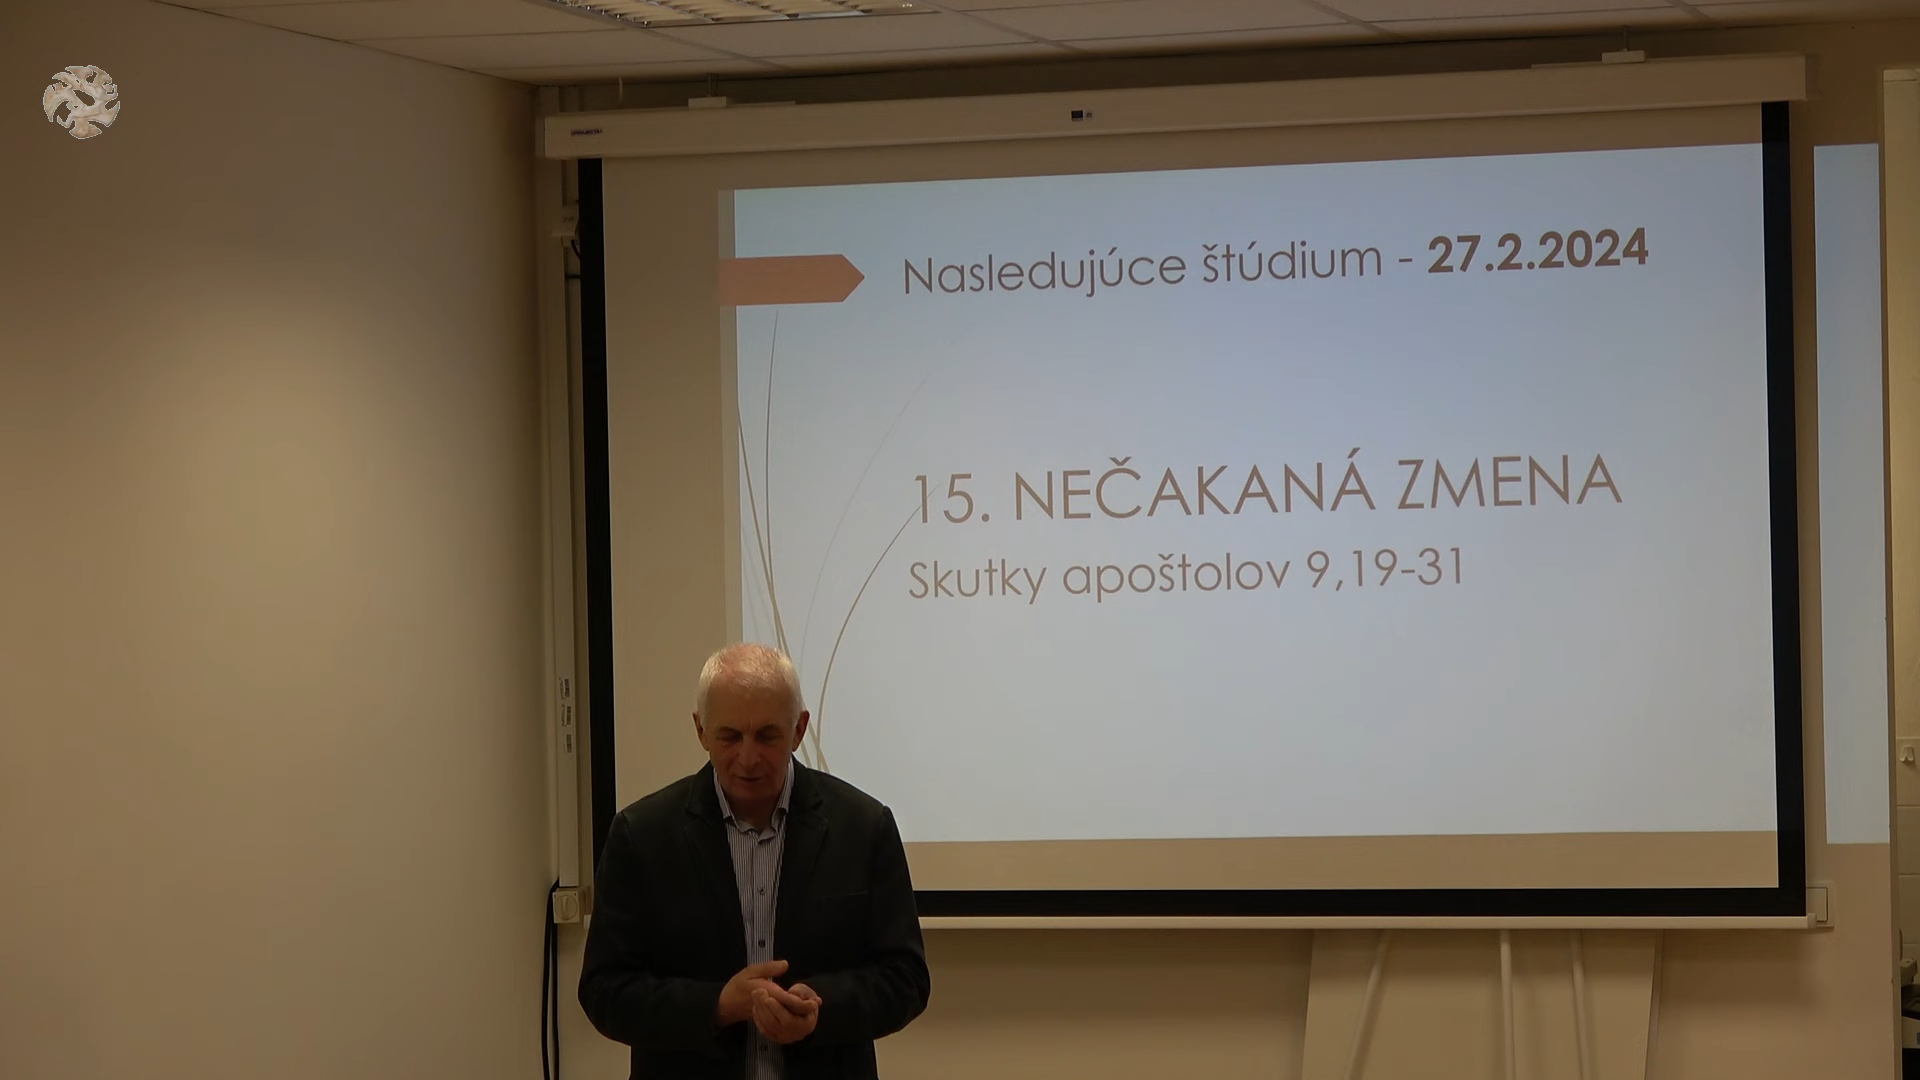 Nasledujúce štúdium - 27.2.2024
15. NEČAKANÁ ZMENA
Skutky apoštolov 9,19-31